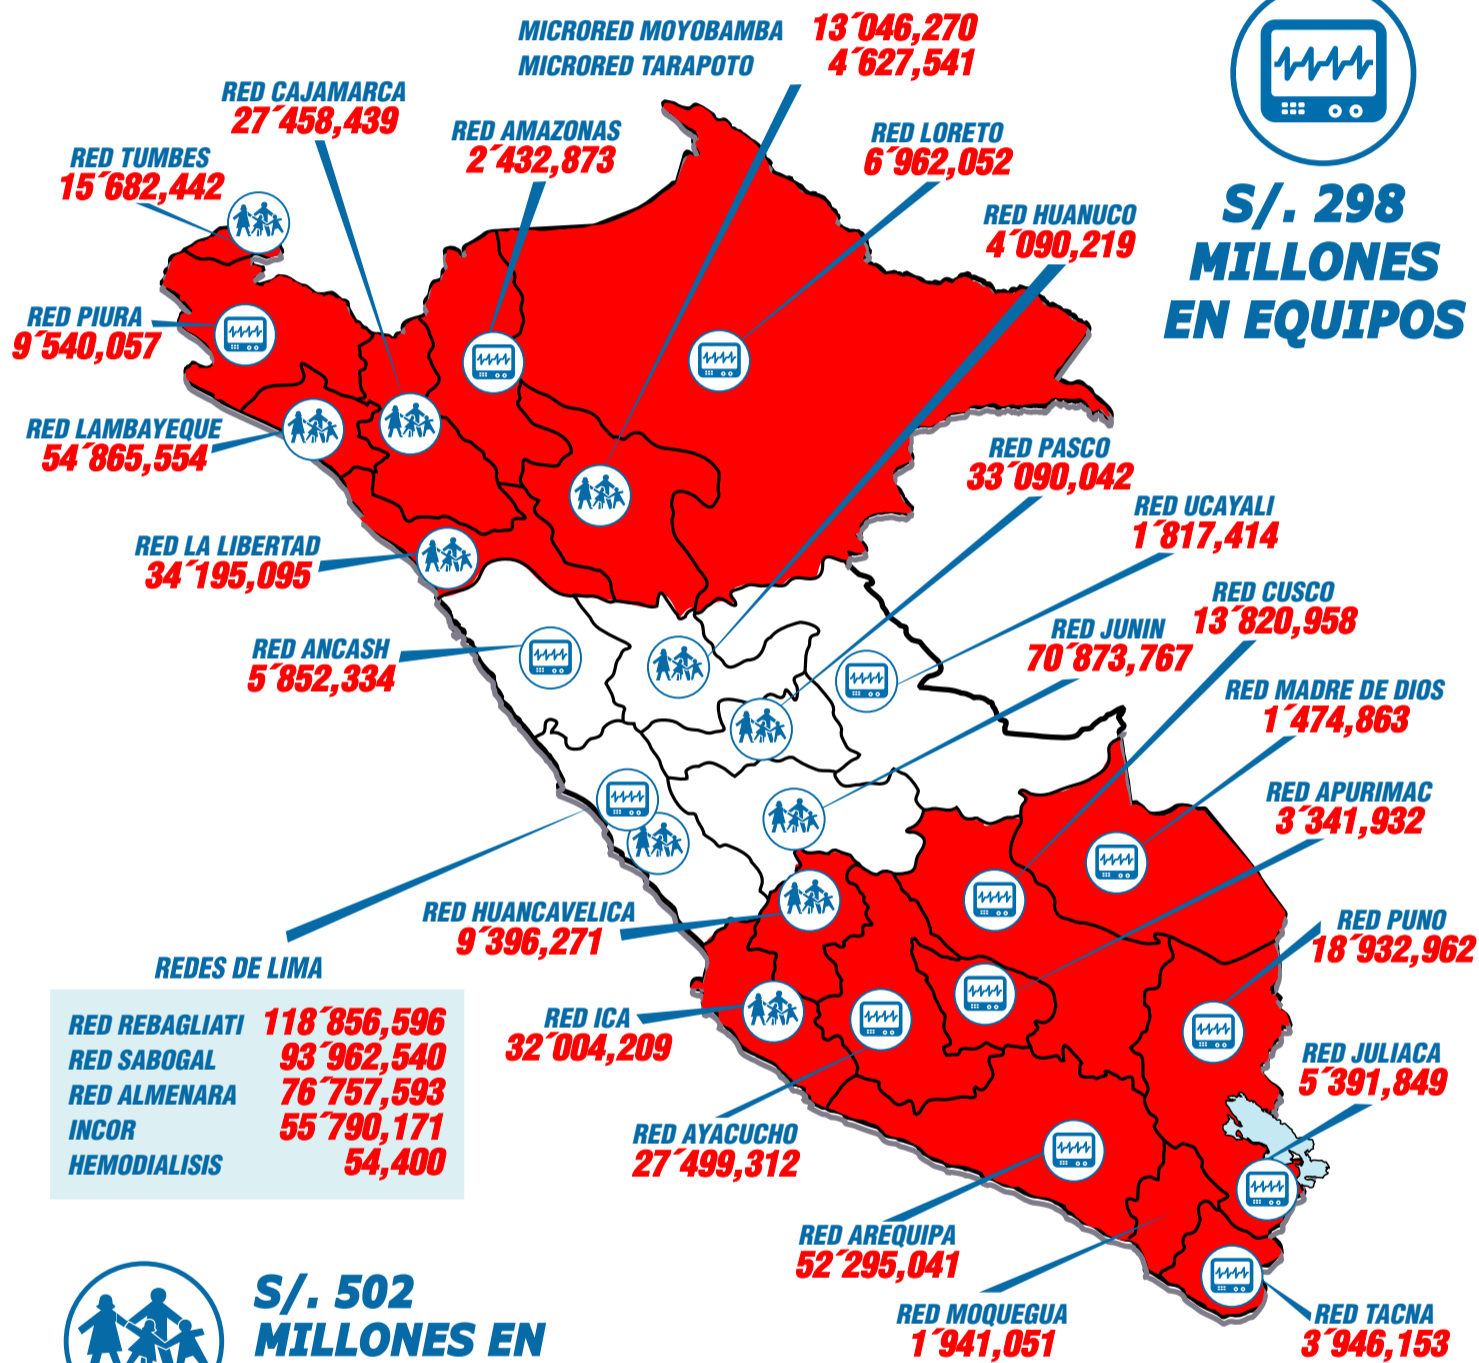 MICRORED MOYOBAMBA 13´046,270
MICRORED TARAPOTO 4´627,541
RED CAJAMARCA
27´458,439
RED AMAZONAS
2´432,873
RED LORETO
6´962,052
RED TUMBES
15´682,442
RED HUANUCO
4´090,219
S/. 298
MILLONES
EN EQUIPOS
RED PIURA
9´540,057
RED LAMBAYEQUE
54´865,554
RED PASCO
33´090,042
RED UCAYALI
1´817,414
RED LA LIBERTAD
34´195,095
RED CUSCO
13´820,958
RED JUNIN
70´873,767
RED ANCASH
5´852,334
RED MADRE DE DIOS
1´474,863
RED APURIMAC
3´341,932
RED HUANCAVELICA
9´396,271
RED PUNO
18´932,962
REDES DE LIMA
RED REBAGLIATI 118´856,596
RED SABOGAL 93´962,540
RED ALMENARA 76´757,593
INCOR 55´790,171
HEMODIALISIS 54,400
RED ICA
32´004,209
RED JULIACA
5´391,849
RED AYACUCHO
27´499,312
RED AREQUIPA
52´295,041
RED MOQUEGUA
1´941,051
RED TACNA
3´946,153
S/. 502
MILLONES EN